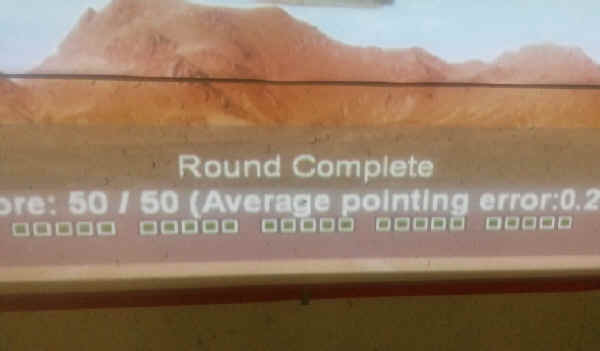 Round Complete
ore: 50 / 50 (Average pointing error:0.2